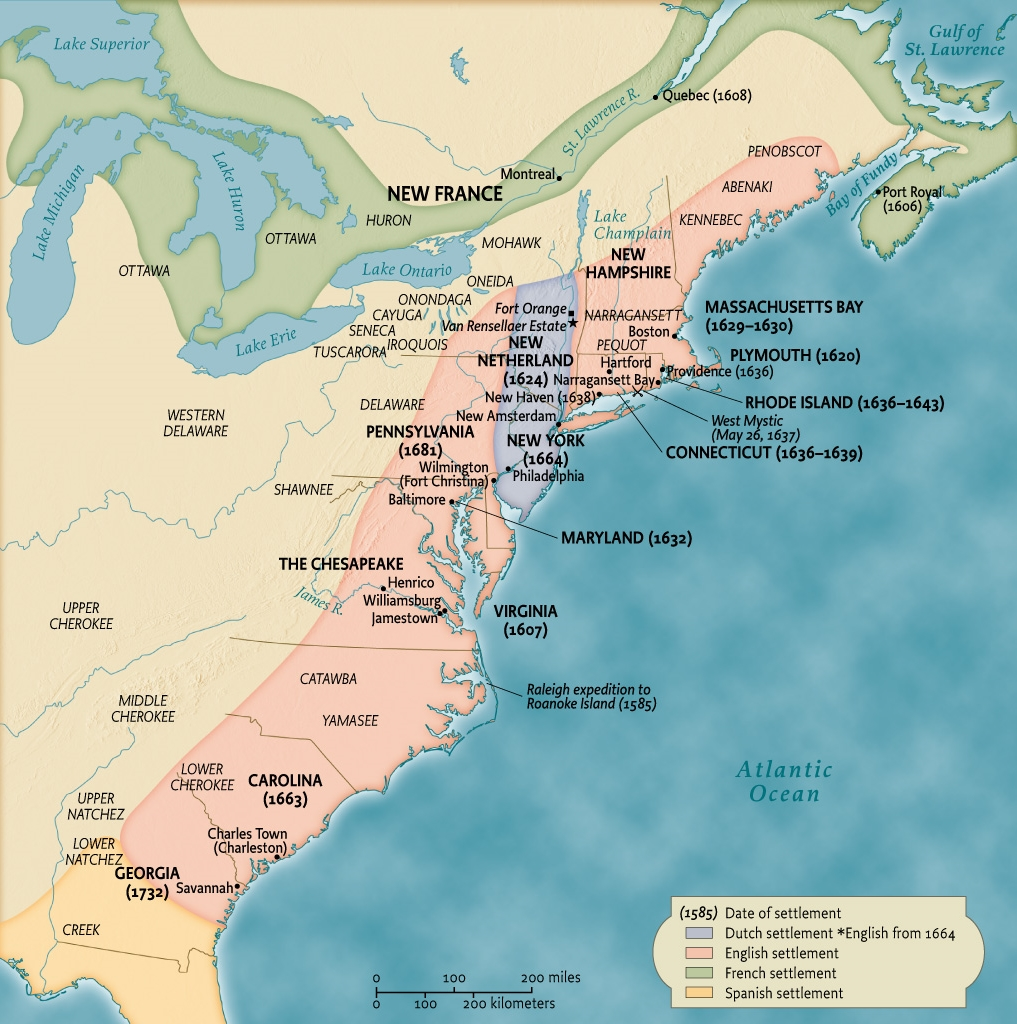 Lake Superior
Gulf of
St. Lawrence
Quebec (1608)
St. Lawrence R.
PENOBSCOT
Montreal
ABENAKI
Bay of Fundy
Port Royal
(1606)
NEW FRANCE
Lake Michigan
Lake Huron
HURON
KENNEBEC
Lake
Champlain
OTTAWA
MOHAWK
NEW
HAMPSHIRE
OTTAWA
Lake Ontario
ONEIDA
ONONDAGA
CAYUGA
SENECA
IROQUOIS
TUSCARORA
Lake Erie
Fort Orange
Van Rensellaer Estate
NARRAGANSETT
Boston
MASSACHUSETTS BAY
(1629–1630)
NEW
NETHERLAND
(1624)
PEQUOT
Hartford
PLYMOUTH (1620)
Providence (1636)
Narragansett Bay
New Haven (1638)
RHODE ISLAND (1636–1643)
New Amsterdam
West Mystic
(May 26, 1637)
CONNECTICUT (1636–1639)
DELAWARE
WESTERN
DELAWARE
PENNSYLVANIA
(1681)
NEW YORK
(1664)
Wilmington
(Fort Christina)
Philadelphia
SHAWNEE
Baltimore
MARYLAND (1632)
THE CHESAPEAKE
Henrico
James R.
Williamsburg
Jamestown
VIRGINIA
(1607)
UPPER
CHEROKEE
CATAWBA
Raleigh expedition to
Roanoke Island (1585)
MIDDLE
CHEROKEE
YAMASEE
LOWER
CHEROKEE
CAROLINA
(1663)
Atlantic
Ocean
UPPER
NATCHEZ
Charles Town
(Charleston)
LOWER
NATCHEZ
GEORGIA
(1732)
Savannah
CREEK
(1585) Date of settlement
Dutch settlement *English from 1664
English settlement
French settlement
Spanish settlement
0 100 200 miles
0 100 200 kilometers